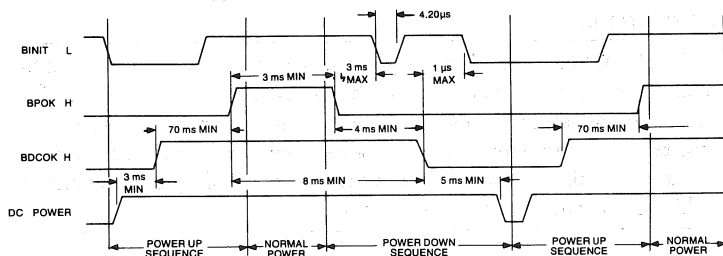 4.20µs
BINIT L
3 ms MIN
3 ms MAX
1 µs MAX
BPOK H
70 ms MIN
4 ms MIN
70 ms MIN
BDCOK H
3 ms MIN
8 ms MIN
5 ms MIN
DC POWER
POWER UP SEQUENCE
NORMAL POWER
POWER DOWN SEQUENCE
POWER UP SEQUENCE
NORMAL POWER